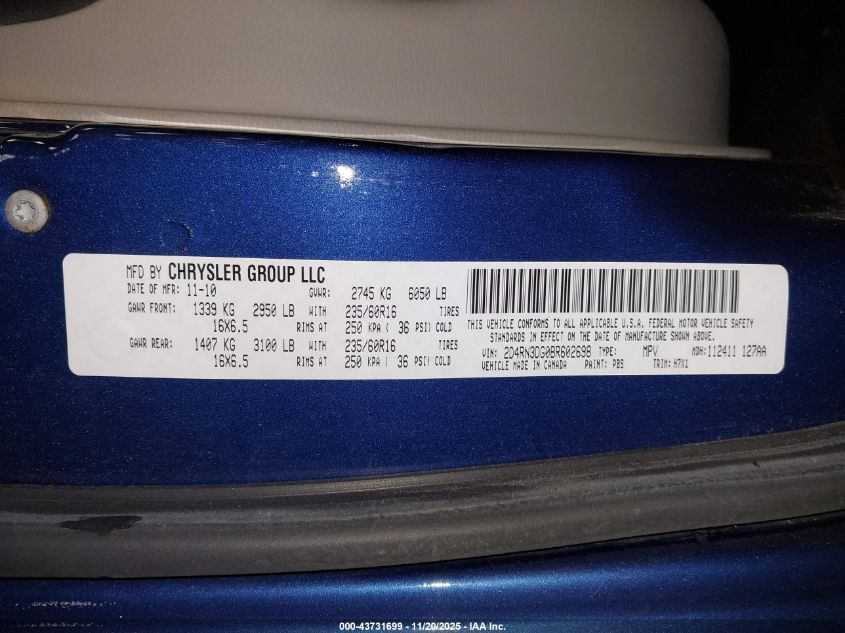 MFD BY CHRYSLER GROUP LLC
DATE OF MFR: 11-10 GVWR: 2745 KG 6050 LB
GAWR FRONT: 1339 KG 2950 LB WITH 235/60R16 TIRES
16X6.5 RIMS AT 250 KPA ( 36 PSI) COLD
GAWR REAR: 1407 KG 3100 LB WITH 235/60R16 TIRES
16X6.5 RIMS AT 250 KPA ( 36 PSI) COLD
THIS VEHICLE CONFORMS TO ALL APPLICABLE U.S.A. FEDERAL MOTOR VEHICLE SAFETY
STANDARDS IN EFFECT ON THE DATE OF MANUFACTURE SHOWN ABOVE.
VIN: 2D4RN3DG0BR602698 TYPE: MPV MDH: 112411 127AA
VEHICLE MADE IN CANADA PAINT: PBS TRIM: H7X1
000-43731699 - 11/20/2025 - IAA Inc.